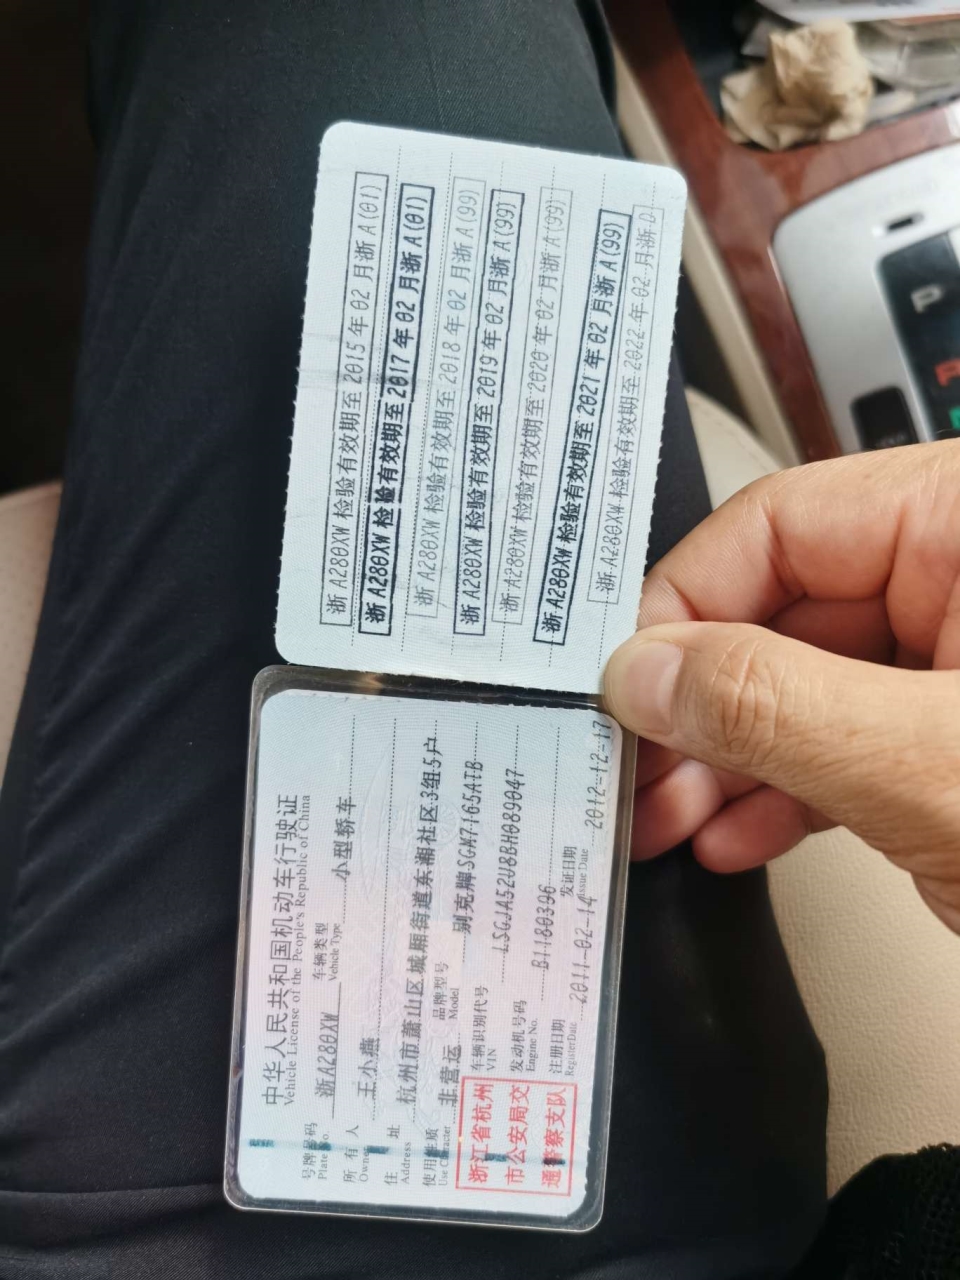 中华人民共和国机动车行驶证
Vehicle License of the People's Republic of China
号牌号码 浙A280XW 车辆类型 小型轿车
Plate No. Vehicle Type
所有人 王小燕
Owner
住址 杭州市萧山区城厢街道东湘社区3组5户
Address
使用性质 非营运 品牌型号 别克牌SGM7165ATB
Use Character Model
浙江省杭州
市公安局交
通警察支队
车辆识别代号 LSGJA52U8BH089047
VIN
发动机号码 B1180396
Engine No.
注册日期 2011-02-14 发证日期 2012-12-17
Register Date Issue Date
浙A280XW 检验有效期至 2015年02月浙A(01)
浙A280XW 检验有效期至 2017年02月浙A(01)
浙A280XW 检验有效期至 2018年02月浙A(99)
浙A280XW 检验有效期至 2019年02月浙A(99)
浙A280XW 检验有效期至 2020年02月浙A(99)
浙A280XW 检验有效期至 2021年02月浙A(99)
浙A280XW 检验有效期至 2022年02月浙D
P
P